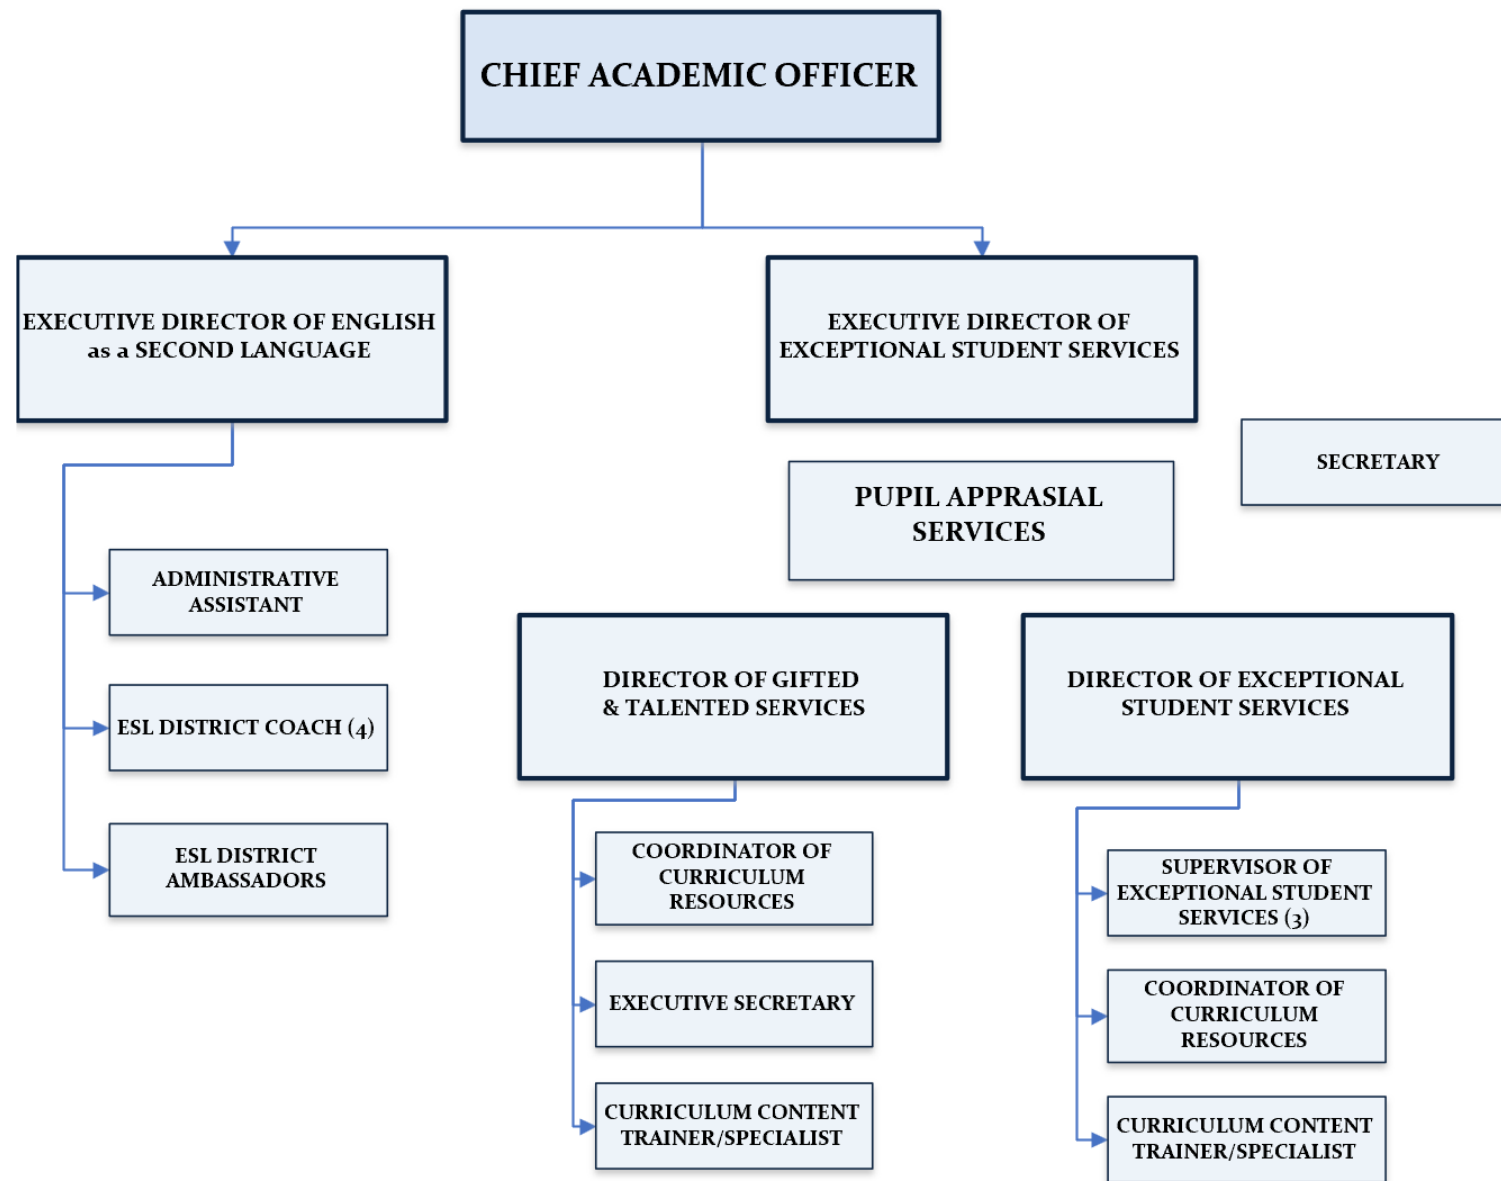 CHIEF ACADEMIC OFFICER
EXECUTIVE DIRECTOR OF ENGLISH
as a SECOND LANGUAGE
EXECUTIVE DIRECTOR OF
EXCEPTIONAL STUDENT SERVICES
SECRETARY
PUPIL APPRASIAL
SERVICES
ADMINISTRATIVE
ASSISTANT
ESL DISTRICT COACH (4)
ESL DISTRICT
AMBASSADORS
DIRECTOR OF GIFTED
& TALENTED SERVICES
COORDINATOR OF
CURRICULUM
RESOURCES
EXECUTIVE SECRETARY
CURRICULUM CONTENT
TRAINER/SPECIALIST
DIRECTOR OF EXCEPTIONAL
STUDENT SERVICES
SUPERVISOR OF
EXCEPTIONAL STUDENT
SERVICES (3)
COORDINATOR OF
CURRICULUM
RESOURCES
CURRICULUM CONTENT
TRAINER/SPECIALIST